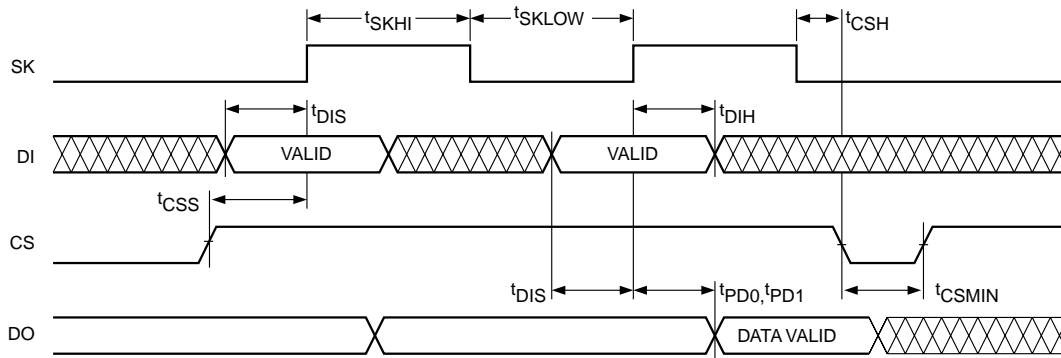 tSKHI tSKLOW tCSH
SK
tDIS tDIH
DI VALID VALID
tCSS
CS
tDIS tPD0,tPD1 tCSMIN
DO DATA VALID